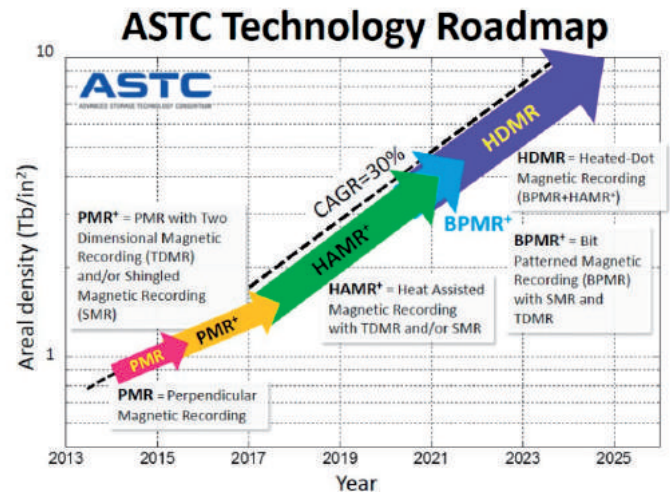 ASTC Technology Roadmap
10
ASTC
ADVANCED STORAGE TECHNOLOGY CONSORTIUM
HDMR
CAGR=30%
HDMR = Heated-Dot
Magnetic Recording
(BPMR+HAMR⁺)
PMR⁺ = PMR with Two
Dimensional Magnetic
Recording (TDMR)
and/or Shingled
Magnetic Recording
(SMR)
HAMR⁺
BPMR⁺
BPMR⁺ = Bit
Patterned Magnetic
Recording (BPMR)
with SMR and
TDMR
HAMR⁺ = Heat Assisted
Magnetic Recording
with TDMR and/or SMR
Areal density (Tb/in²)
1
PMR
PMR⁺
PMR = Perpendicular
Magnetic Recording
2013 2015 2017 2019 2021 2023 2025
Year